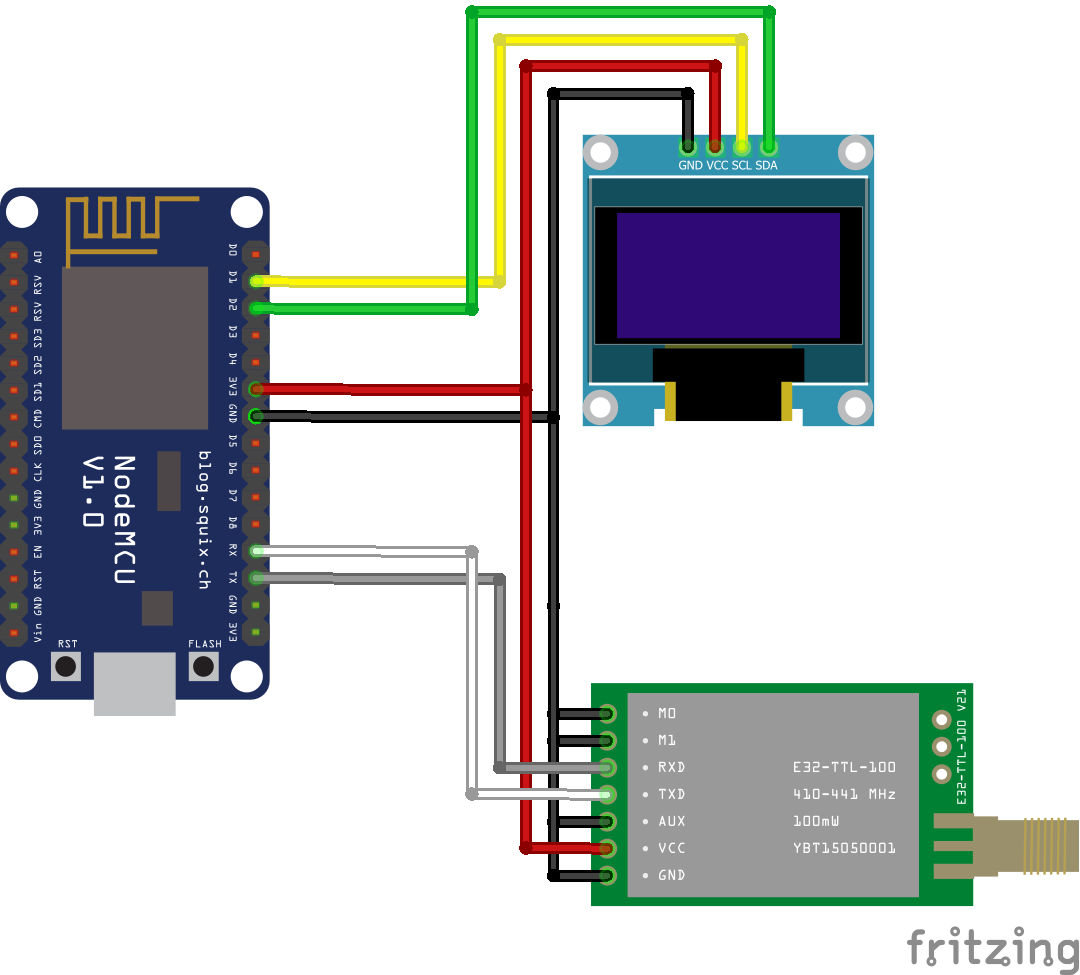 GND VCC SCL SDA
A0
RSV
RSV
SD3
SD2
SD1
CMD
SD0
CLK
GND
3V3
EN
RST
GND
Vin
D0
D1
D2
D3
D4
3V3
GND
D5
D6
D7
D8
RX
TX
GND
3V3
NodeMCU
V1.0
blog.squix.ch
RST
FLASH
M0
M1
RXD
TXD
AUX
VCC
GND
E32-TTL-100
410-441 MHz
100mW
YBT15050001
E32-TTL-100 V21
fritzing